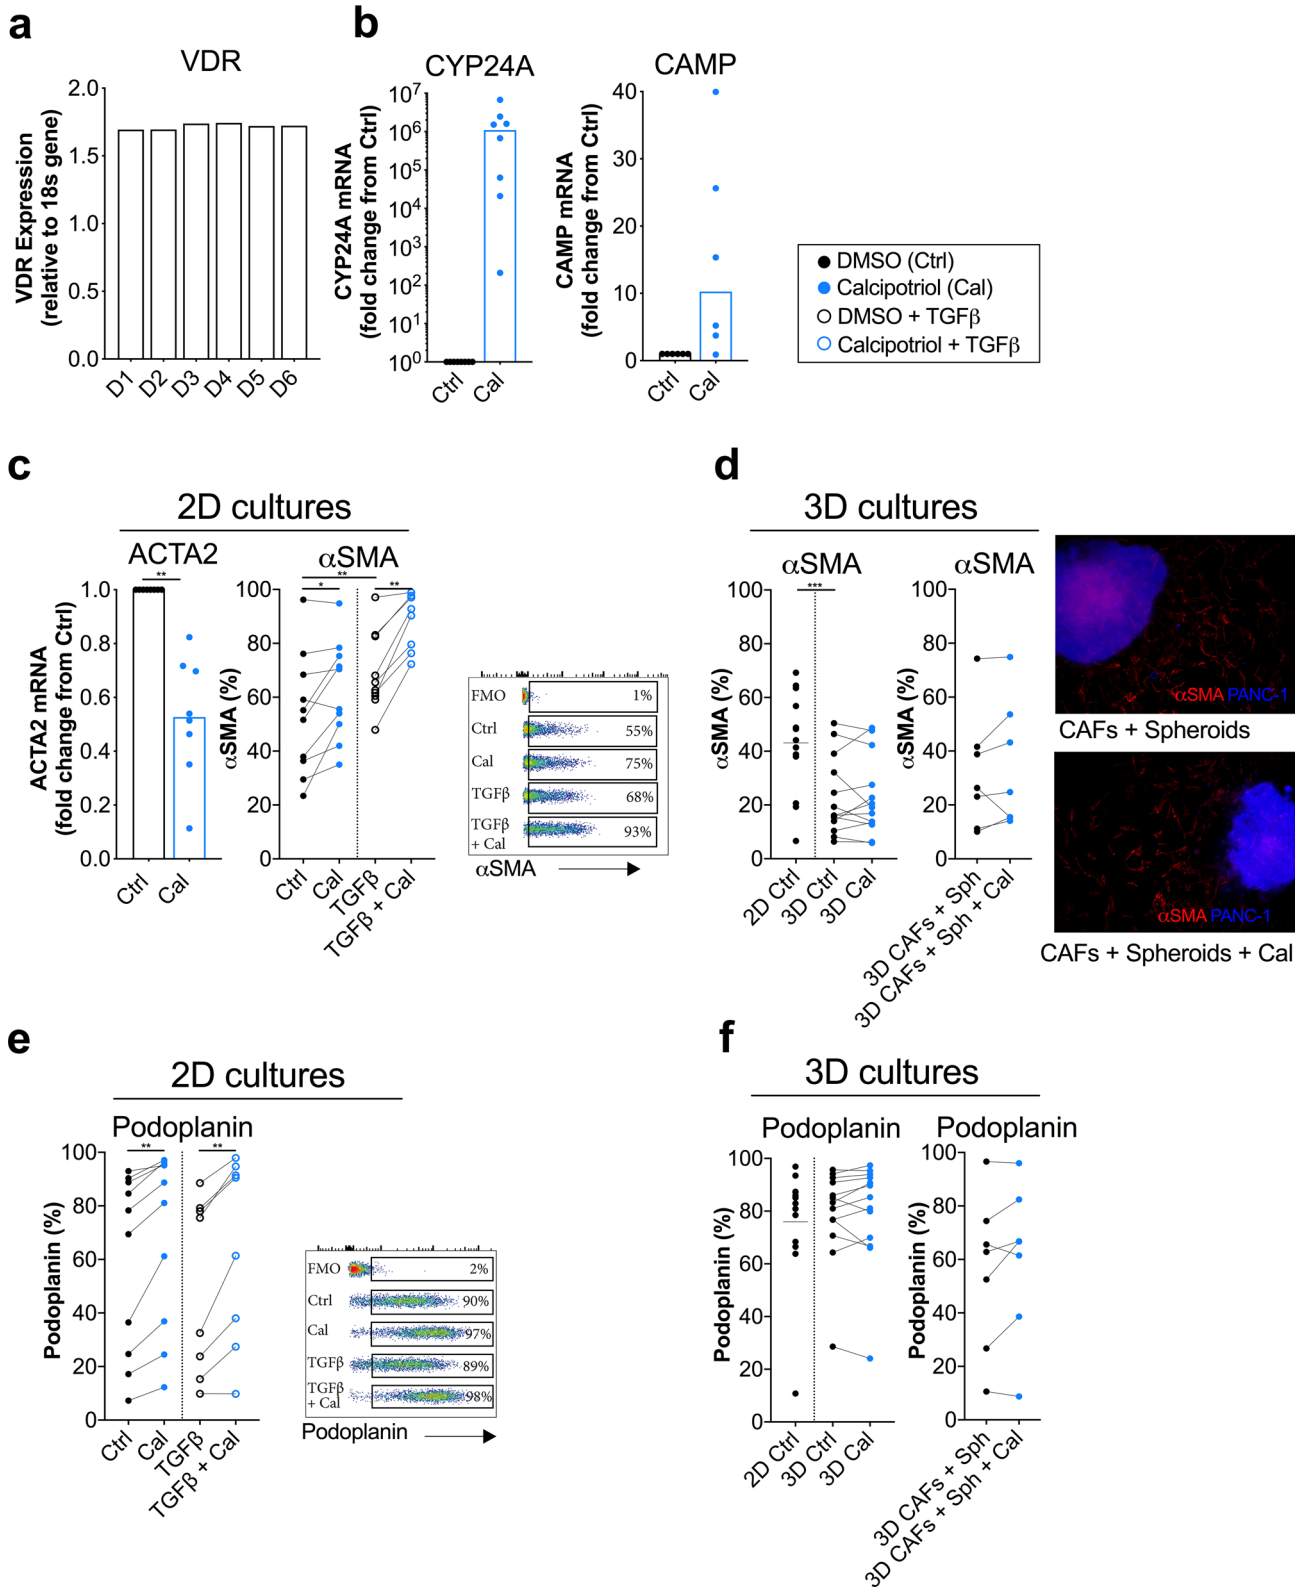 a
VDR
VDR Expression
(relative to 18s gene)
2.0
1.5
1.0
0.5
0.0
D1
D2
D3
D4
D5
D6
b
CYP24A
CYP24A mRNA
(fold change from Ctrl)
10⁷
10⁶
10⁵
10⁴
10³
10²
10¹
10⁰
Ctrl
Cal
CAMP
CAMP mRNA
(fold change from Ctrl)
40
30
20
10
0
Ctrl
Cal
DMSO (Ctrl)
Calcipotriol (Cal)
DMSO + TGFβ
Calcipotriol + TGFβ
c
2D cultures
ACTA2
**
ACTA2 mRNA
(fold change from Ctrl)
1.0
0.8
0.6
0.4
0.2
0.0
Ctrl
Cal
αSMA
**
*
**
αSMA (%)
100
80
60
40
20
0
Ctrl
Cal
TGFβ
TGFβ + Cal
FMO
1%
Ctrl
55%
Cal
75%
TGFβ
68%
TGFβ
+ Cal
93%
αSMA
d
3D cultures
αSMA
***
αSMA (%)
100
80
60
40
20
0
2D Ctrl
3D Ctrl
3D Cal
αSMA
αSMA (%)
100
80
60
40
20
0
3D CAFs + Sph
3D CAFs + Sph + Cal
αSMA PANC-1
CAFs + Spheroids
αSMA PANC-1
CAFs + Spheroids + Cal
e
2D cultures
Podoplanin
**
**
Podoplanin (%)
100
80
60
40
20
0
Ctrl
Cal
TGFβ
TGFβ + Cal
FMO
2%
Ctrl
90%
Cal
97%
TGFβ
89%
TGFβ
+ Cal
98%
Podoplanin
f
3D cultures
Podoplanin
Podoplanin (%)
100
80
60
40
20
0
2D Ctrl
3D Ctrl
3D Cal
Podoplanin
Podoplanin (%)
100
80
60
40
20
0
3D CAFs + Sph
3D CAFs + Sph + Cal